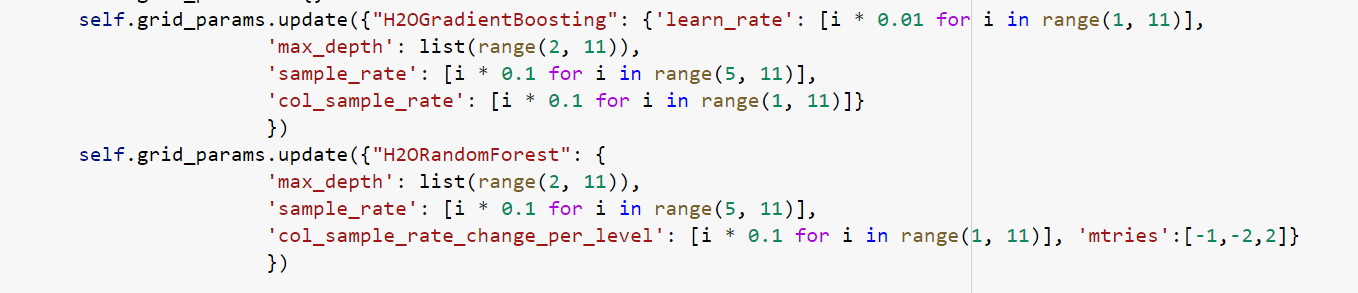 self.grid_params.update({"H2OGradientBoosting": {'learn_rate': [i * 0.01 for i in range(1, 11)],
'max_depth': list(range(2, 11)),
'sample_rate': [i * 0.1 for i in range(5, 11)],
'col_sample_rate': [i * 0.1 for i in range(1, 11)]}
})
self.grid_params.update({"H2ORandomForest": {
'max_depth': list(range(2, 11)),
'sample_rate': [i * 0.1 for i in range(5, 11)],
'col_sample_rate_change_per_level': [i * 0.1 for i in range(1, 11)], 'mtries':[-1,-2,2]}
})